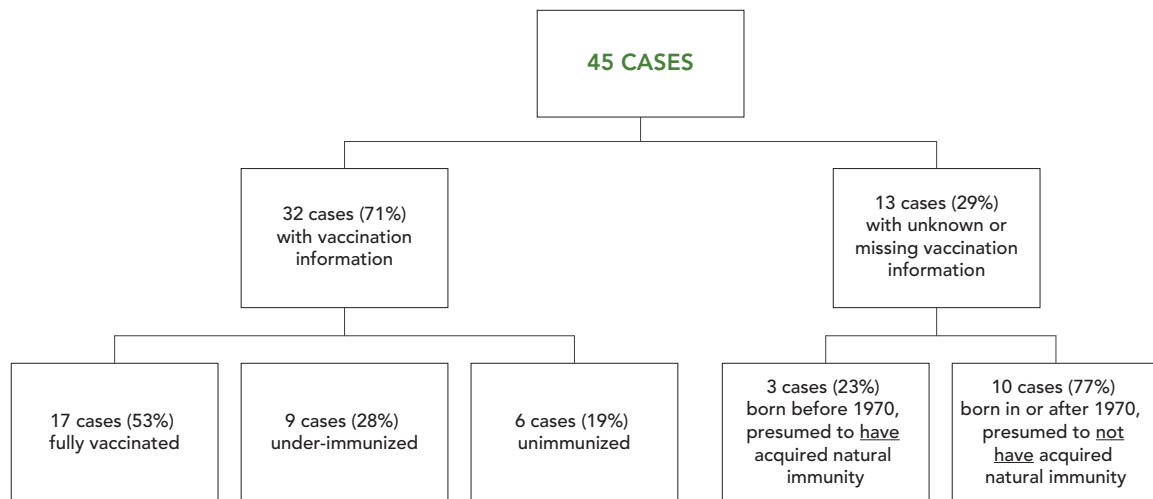 45 CASES
32 cases (71%)
with vaccination
information
13 cases (29%)
with unknown or
missing vaccination
information
17 cases (53%)
fully vaccinated
9 cases (28%)
under-immunized
6 cases (19%)
unimmunized
3 cases (23%)
born before 1970,
presumed to have
acquired natural
immunity
10 cases (77%)
born in or after 1970,
presumed to not
have acquired
natural immunity